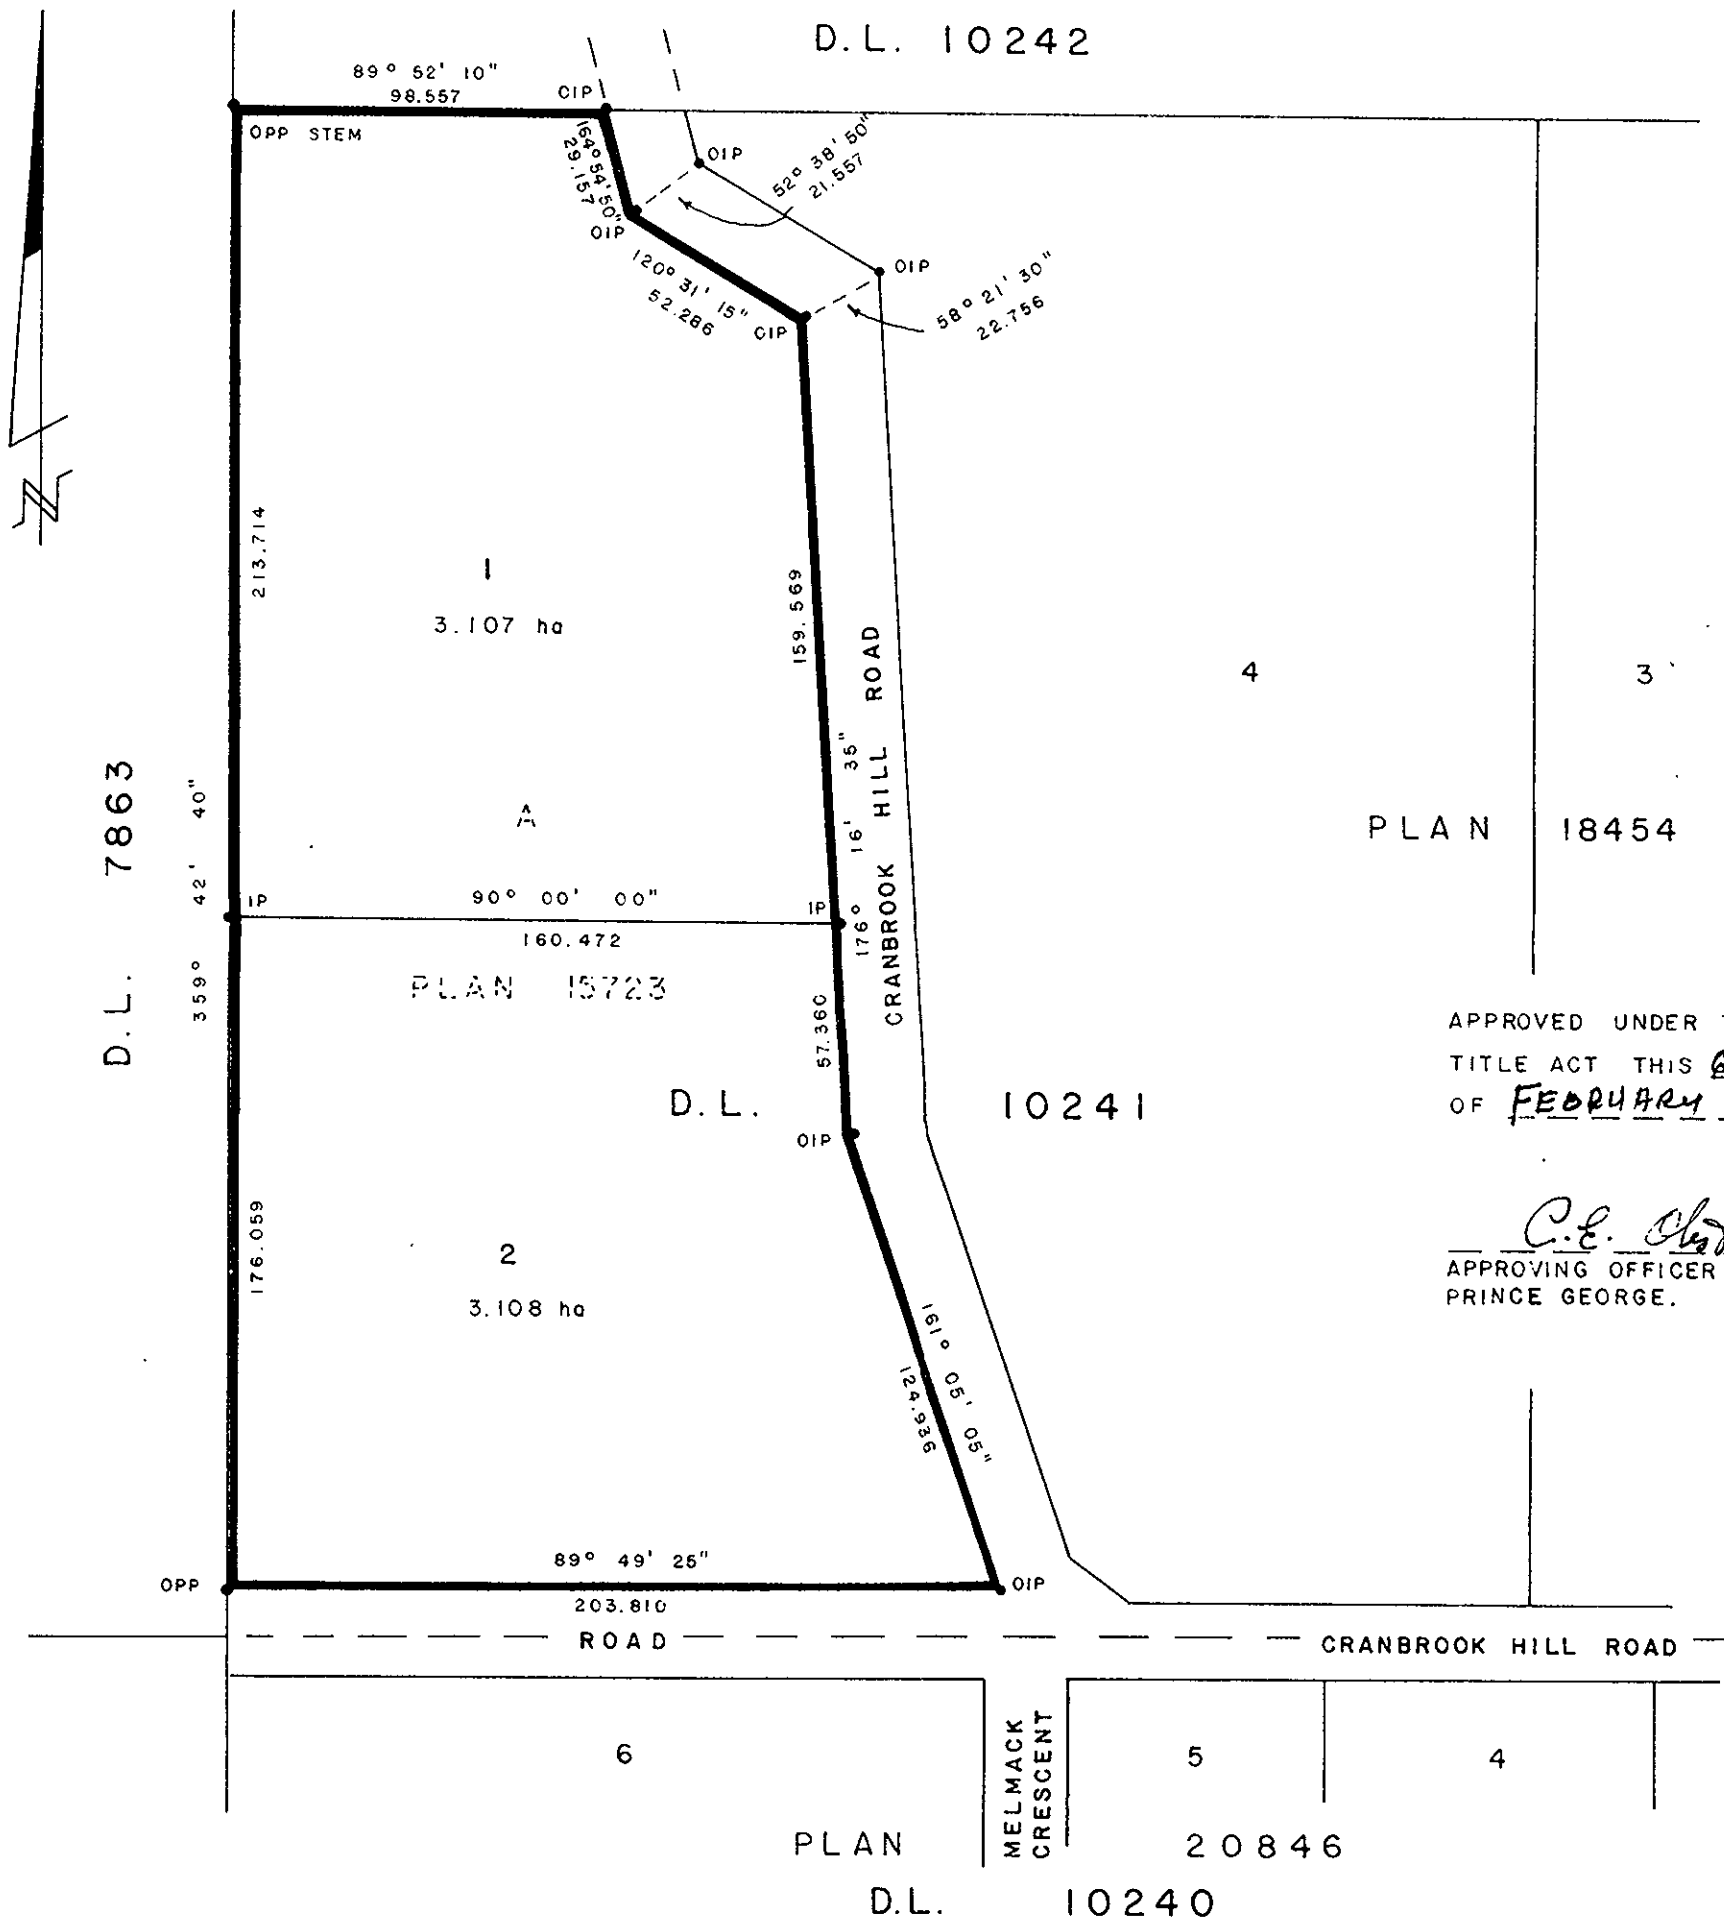 D.L. 10242
89° 52' 10"
98.557
OIP
OPP STEM
164° 54' 50"
29.157
OIP
52° 38' 50"
21.557
OIP
120° 31' 15"
52.286
OIP
OIP
58° 21' 30"
22.756
N
213.714
1
3.107 ha
159.569
CRANBROOK HILL ROAD
4
3
D.L. 7863
359° 42' 40"
A
176° 16' 35"
PLAN 18454
IP
90° 00' 00"
IP
160.472
PLAN 15723
57.360
APPROVED UNDER
TITLE ACT THIS
OF FEBRUARY
D.L. 10241
OIP
176.059
2
3.108 ha
161° 05' 05"
124.936
C.E.
APPROVING OFFICER
PRINCE GEORGE.
OPP
89° 49' 25"
OIP
203.810
ROAD
CRANBROOK HILL ROAD
6
MELMACK
CRESCENT
5
4
PLAN 20846
D.L. 10240